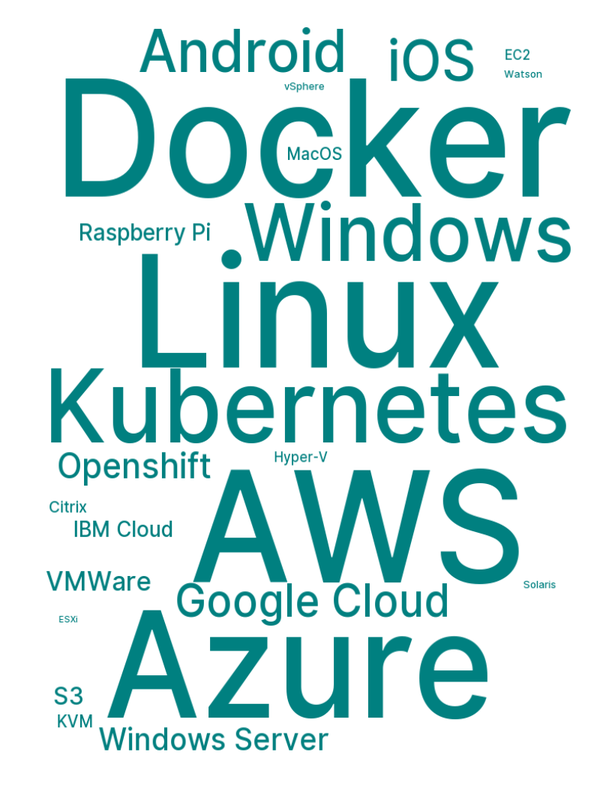 Android
iOS
EC2
Watson
vSphere
Docker
MacOS
Raspberry Pi
Windows
Linux
Kubernetes
Openshift
Hyper-V
AWS
Citrix
IBM Cloud
VMWare
Solaris
Google Cloud
ESXi
Azure
S3
KVM
Windows Server